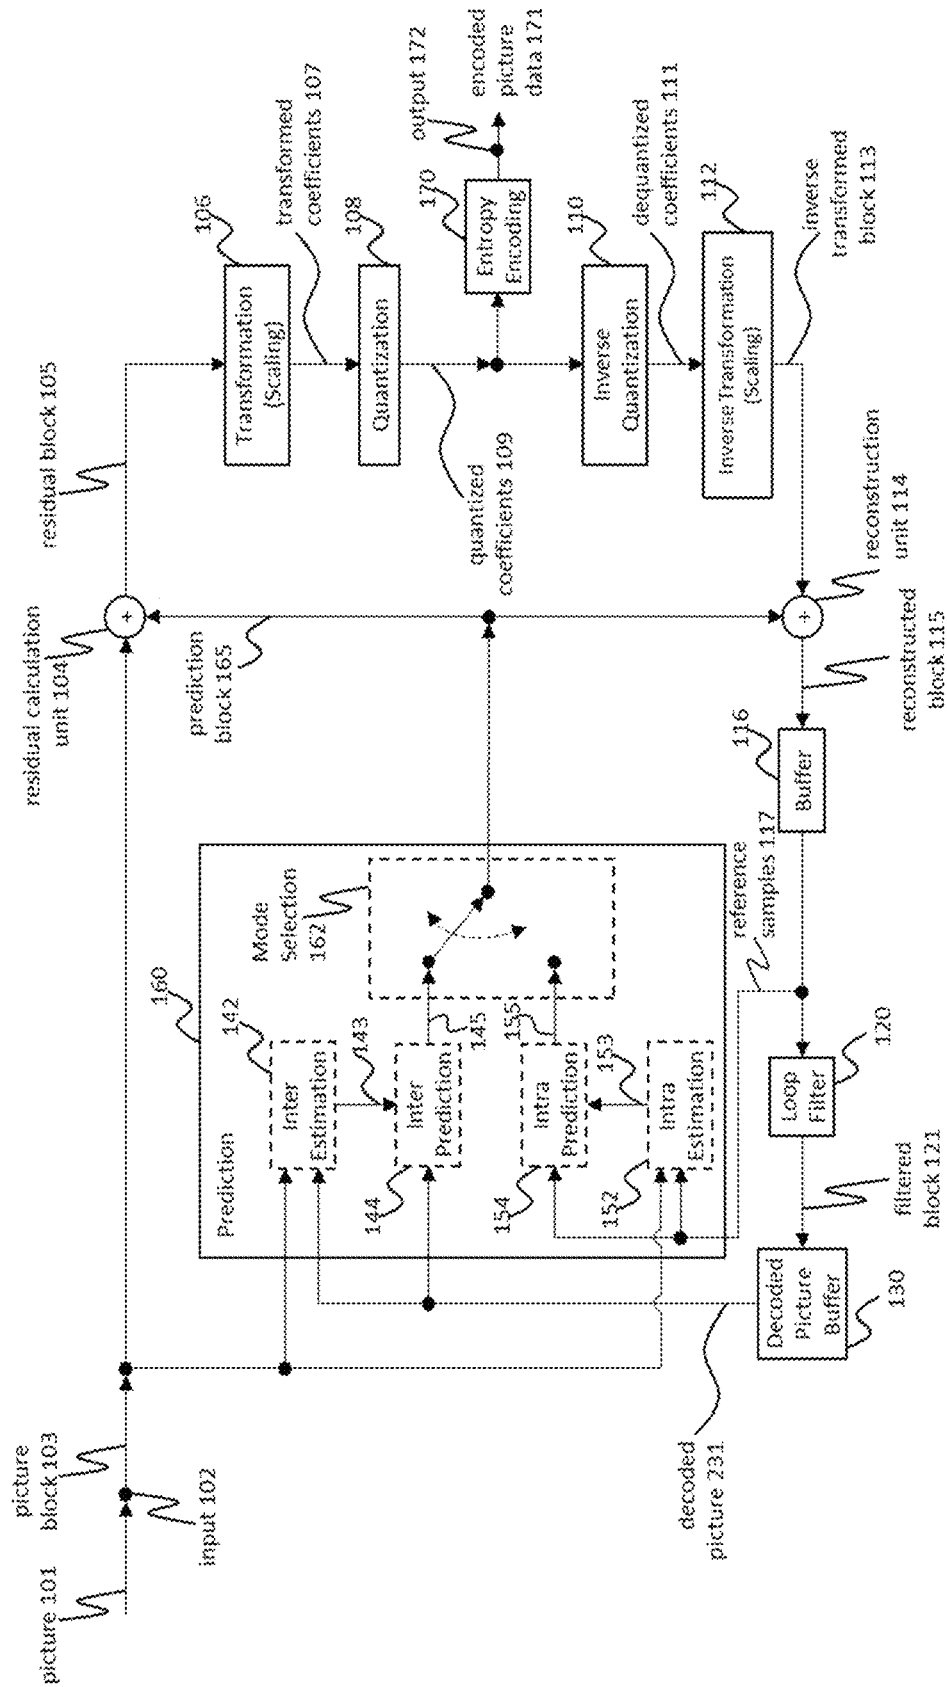 picture 101
input 102
picture
block 103
residual calculation
unit 104
residual block 105
106
Transformation
(Scaling)
transformed
coefficients 107
108
Quantization
quantized
coefficients 109
170
Entropy
Encoding
output 172
encoded
picture
data 171
110
Inverse
Quantization
dequantized
coefficients 111
112
Inverse Transformation
(Scaling)
inverse
transformed
block 113
reconstruction
unit 114
reconstructed
block 115
prediction
block 165
116
Buffer
reference
samples 117
120
Loop
Filter
filtered
block 121
130
Decoded
Picture
Buffer
decoded
picture 231
160
Prediction
142
Inter
Estimation
143
144
Inter
Prediction
145
154
Intra
Prediction
155
153
152
Intra
Estimation
Mode
Selection
162
+
+